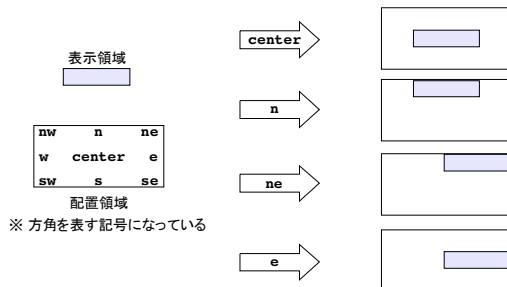 表示領域
nw n ne
w center e
sw s se
配置領域
※ 方角を表す記号になっている
center
n
ne
e